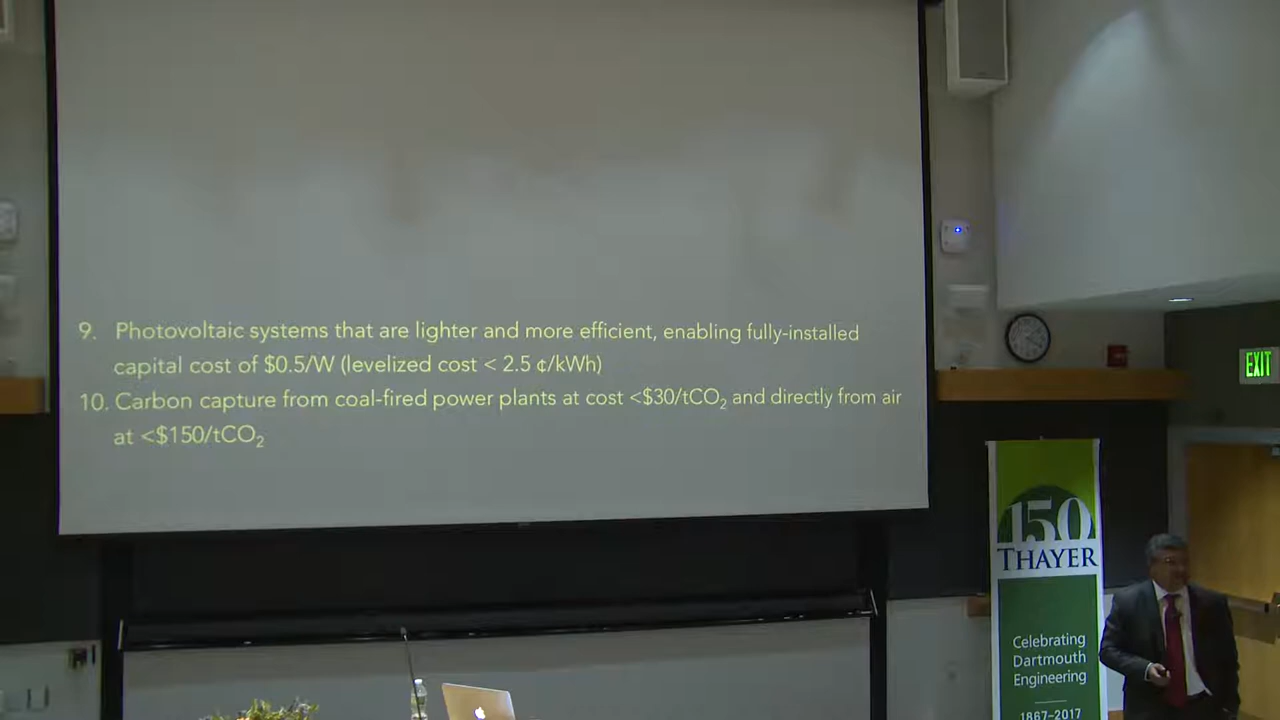 9. Photovoltaic systems that are lighter and more efficient, enabling fully-installed
capital cost of $0.5/W (levelized cost < 2.5 ¢/kWh)
10. Carbon capture from coal-fired power plants at cost <$30/tCO₂ and directly from air
at <$150/tCO₂
EXIT
150
THAYER
Celebrating
Dartmouth
Engineering
1867–2017